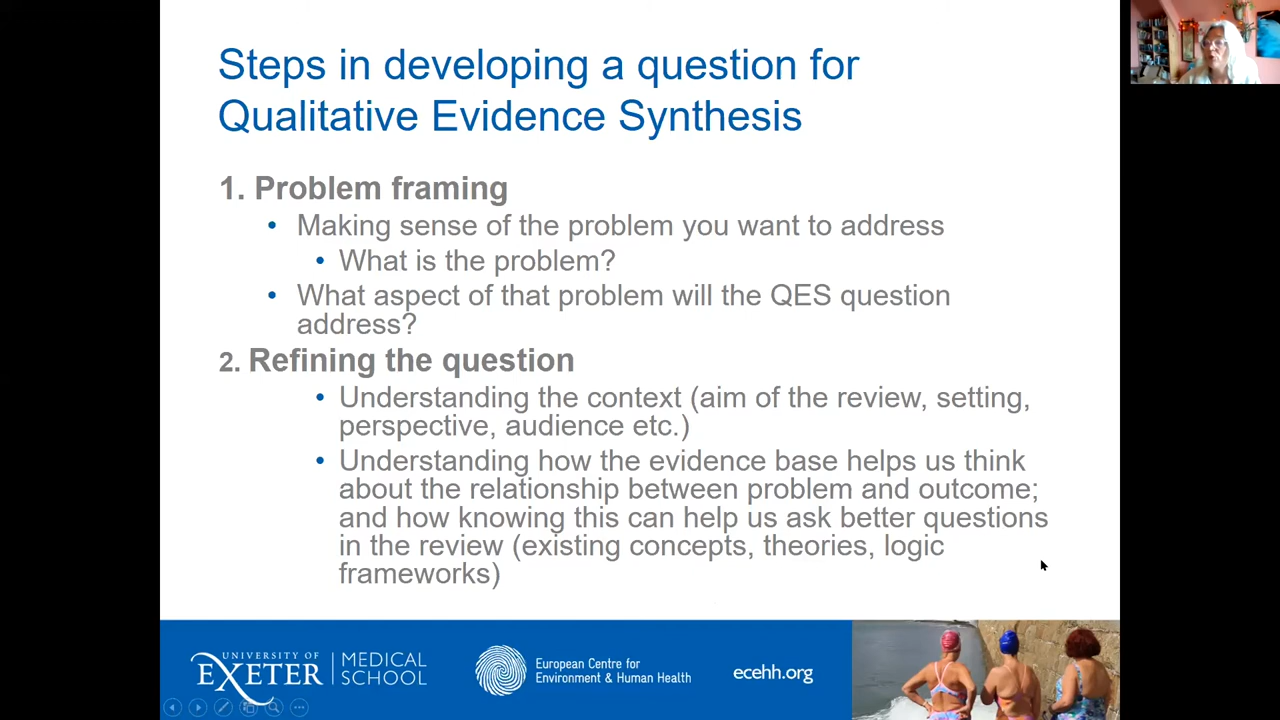 Steps in developing a question for
Qualitative Evidence Synthesis
1. Problem framing
• Making sense of the problem you want to address
• What is the problem?
• What aspect of that problem will the QES question
address?
2. Refining the question
• Understanding the context (aim of the review, setting,
perspective, audience etc.)
• Understanding how the evidence base helps us think
about the relationship between problem and outcome;
and how knowing this can help us ask better questions
in the review (existing concepts, theories, logic
frameworks)
UNIVERSITY OF
EXETER
MEDICAL
SCHOOL
European Centre for
Environment & Human Health
ecehh.org